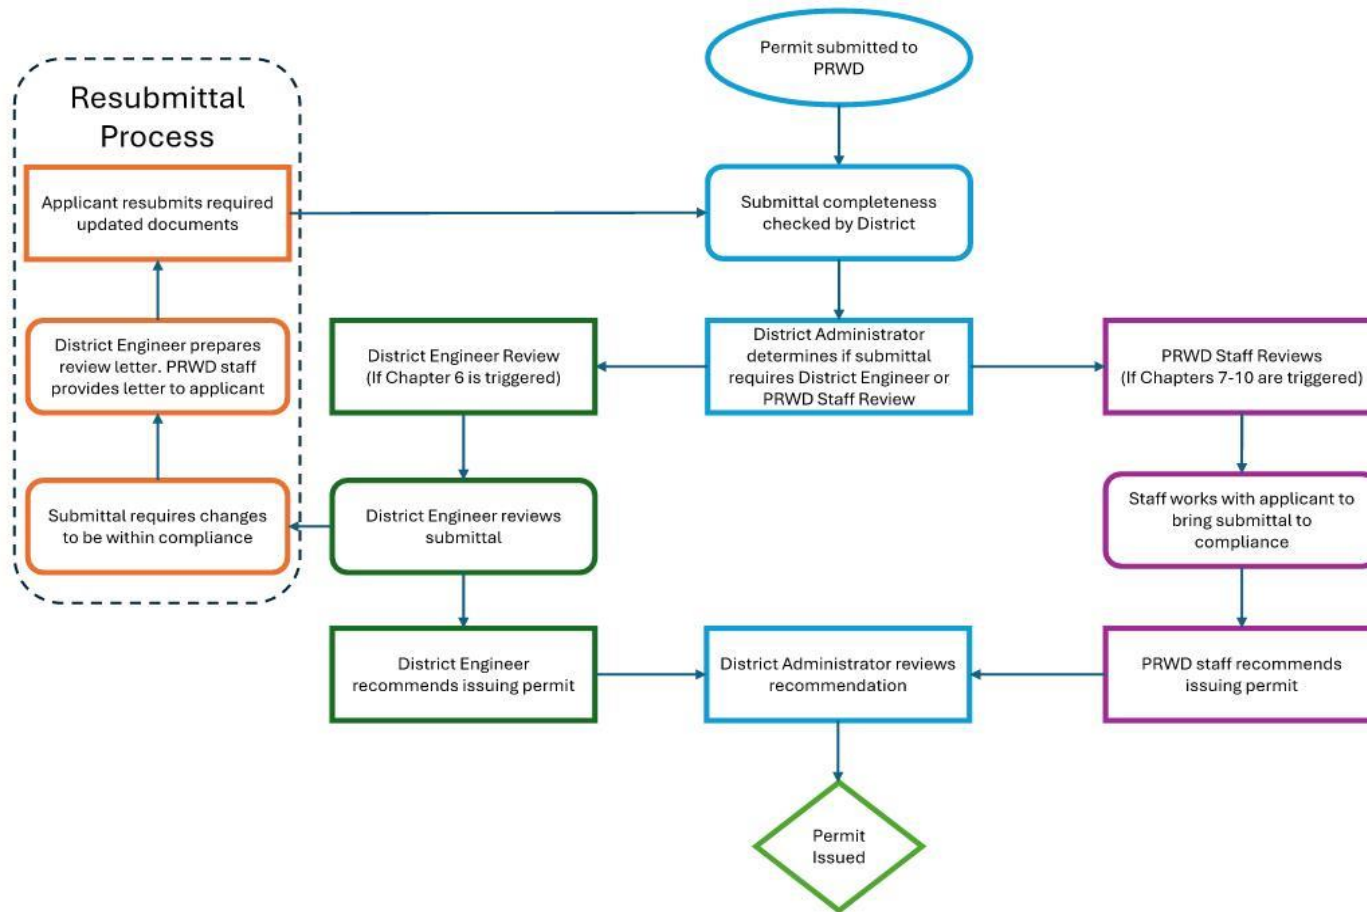 Permit submitted to
PRWD
Resubmittal
Process
Applicant resubmits required
updated documents
Submittal completeness
checked by District
District Engineer prepares
review letter. PRWD staff
provides letter to applicant
District Engineer Review
(If Chapter 6 is triggered)
District Administrator
determines if submittal
requires District Engineer or
PRWD Staff Review
PRWD Staff Reviews
(If Chapters 7-10 are triggered)
Submittal requires changes
to be within compliance
District Engineer reviews
submittal
Staff works with applicant to
bring submittal to
compliance
District Engineer
recommends issuing permit
District Administrator reviews
recommendation
PRWD staff recommends
issuing permit
Permit
Issued